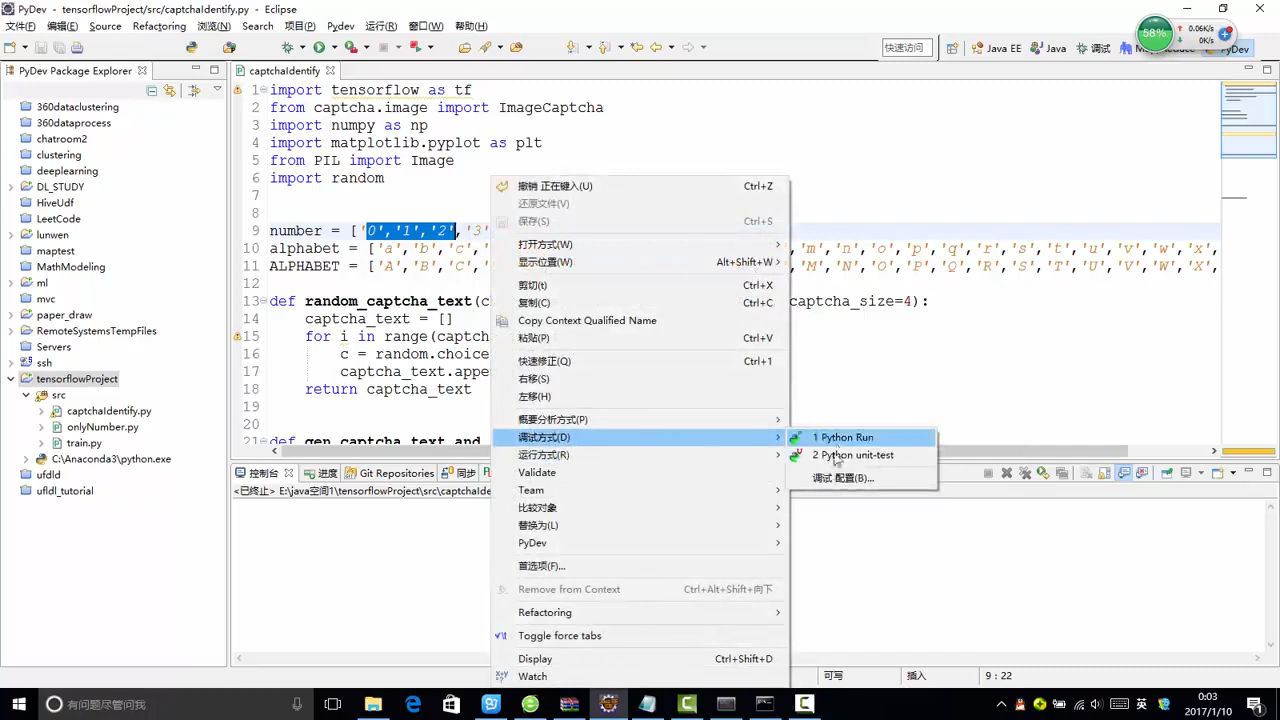 PyDev - tensorflowProject/src/captchaIdentify.py - Eclipse
文件(F) 编辑(E) Source Refactoring 浏览(N) Search 项目(P) Pydev 运行(R) 窗口(W) 帮助(H)
58%
0.06K/s
0K/s
快速访问
Java EE
Java
调试
PyDev
PyDev Package Explorer
360dataclustering
360dataprocess
chatroom2
clustering
deeplearning
DL_STUDY
HiveUdf
LeetCode
lunwen
maptest
MathModeling
ml
mvc
paper_draw
RemoteSystemsTempFiles
Servers
ssh
tensorflowProject
src
captchaIdentify.py
onlyNumber.py
train.py
C:\Anaconda3\python.exe
ufldl
ufldl_tutorial
captchaIdentify
1 import tensorflow as tf
2 from captcha.image import ImageCaptcha
3 import numpy as np
4 import matplotlib.pyplot as plt
5 from PIL import Image
6 import random
7
8
9 number = ['0','1','2','3'
10 alphabet = ['a','b','c','
'm','n','o','p','q','r','s','t','u','v','w','x',
11 ALPHABET = ['A','B','C','
'M','N','O','P','Q','R','S','T','U','V','W','X',
12
13 def random_captcha_text(c
captcha_size=4):
14 captcha_text = []
15 for i in range(captc
16 c = random.choice
17 captcha_text.appe
18 return captcha_text
19
20
21 def gen_captcha_text_and
撤销 正在键入(U) Ctrl+Z
还原文件(V)
保存(S) Ctrl+S
打开方式(W)
显示位置(W) Alt+Shift+W
剪切(t) Ctrl+X
复制(C) Ctrl+C
Copy Context Qualified Name
粘贴(P) Ctrl+V
快速修正(Q) Ctrl+1
右移(S)
左移(H)
概要分析方式(P)
调试方式(D)
运行方式(R)
Validate
Team
比较对象
替换为(L)
PyDev
首选项(F)...
Remove from Context Ctrl+Alt+Shift+向下
Refactoring
Toggle force tabs
Display Ctrl+Shift+D
Watch
1 Python Run
2 Python unit-test
调试 配置(B)...
控制台 进度 Git Repositories 同步
<已终止> E:\java空间1\tensorflowProject\src\captchaId
可写 插入 9 : 22
有问题尽管问我
英
0:03
2017/1/10